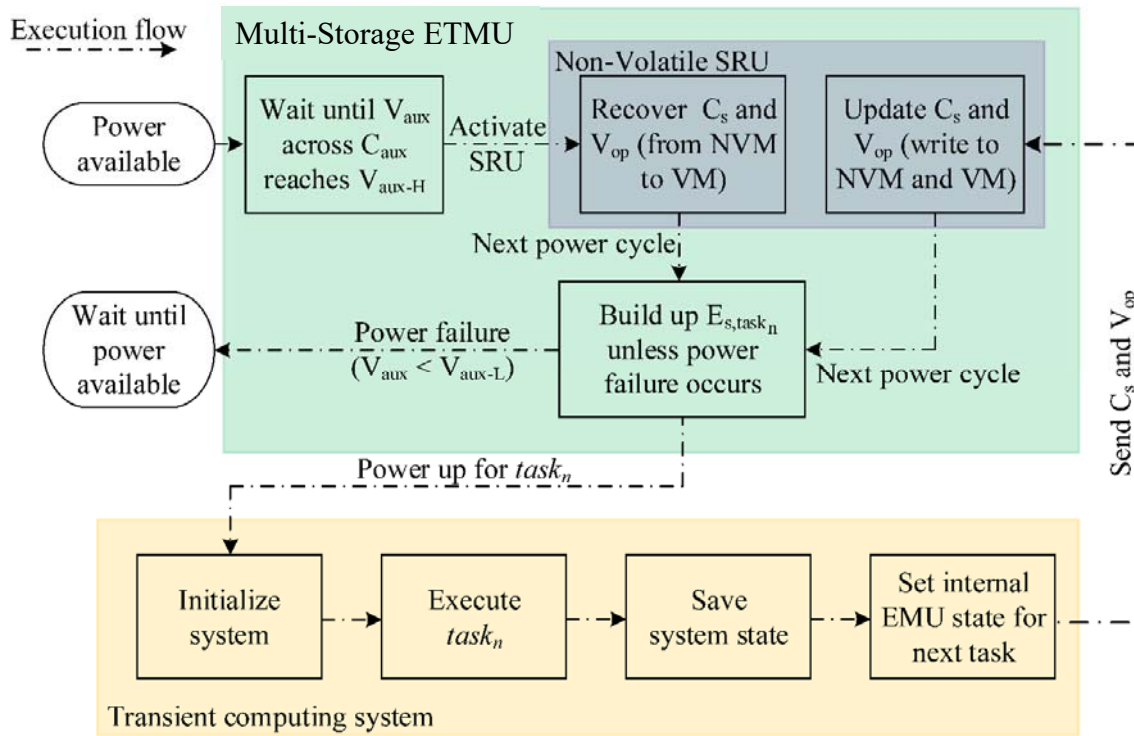 Execution flow
Multi-Storage ETMU
Non-Volatile SRU
Power
available
Wait until V_aux
across C_aux
reaches V_aux-H
Activate
SRU
Recover C_s and
V_op (from NVM
to VM)
Update C_s and
V_op (write to
NVM and VM)
Next power cycle
Wait until
power
available
Power failure
(V_aux < V_aux-L)
Build up E_s,task_n
unless power
failure occurs
Next power cycle
Send C_s and V_op
Power up for task_n
Initialize
system
Execute
task_n
Save
system state
Set internal
EMU state for
next task
Transient computing system